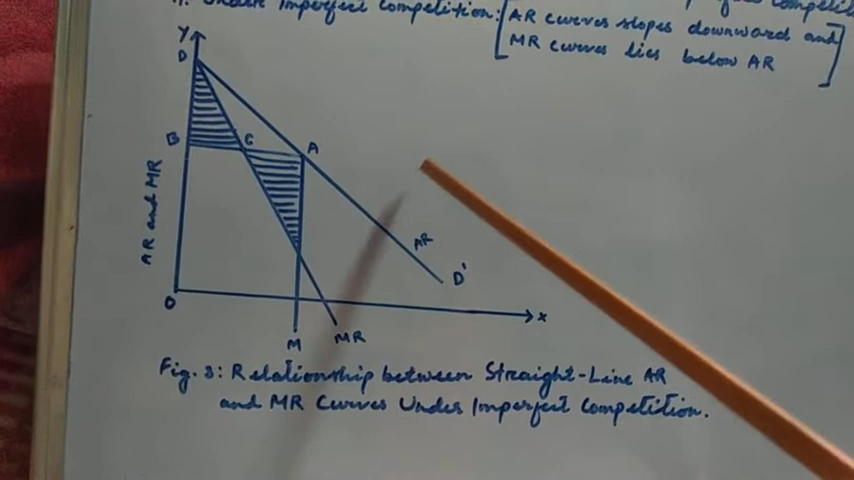 Under Imperfect Competition: [AR curves slopes downward and
MR curves lies below AR]
Y
D
B
C
A
AR and MR
AR
D'
O
X
M
MR
Fig. 3: Relationship between Straight-Line AR
and MR Curves Under Imperfect Competition.